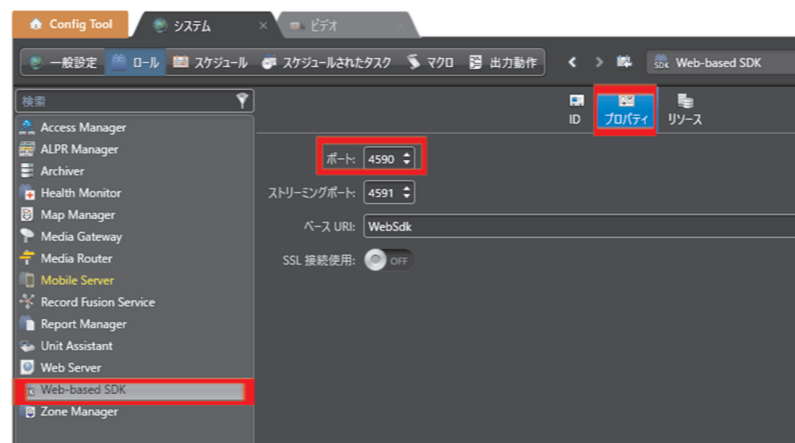 Config Tool システム × ビデオ
一般設定 ロール スケジュール スケジュールされたタスク マクロ 出力動作 SDK Web-based SDK
検索
ID プロパティ リソース
Access Manager
ALPR Manager
Archiver
Health Monitor
Map Manager
Media Gateway
Media Router
Mobile Server
Record Fusion Service
Report Manager
Unit Assistant
Web Server
Web-based SDK
Zone Manager
ポート: 4590
ストリーミングポート: 4591
ベース URI: WebSdk
SSL 接続使用: OFF